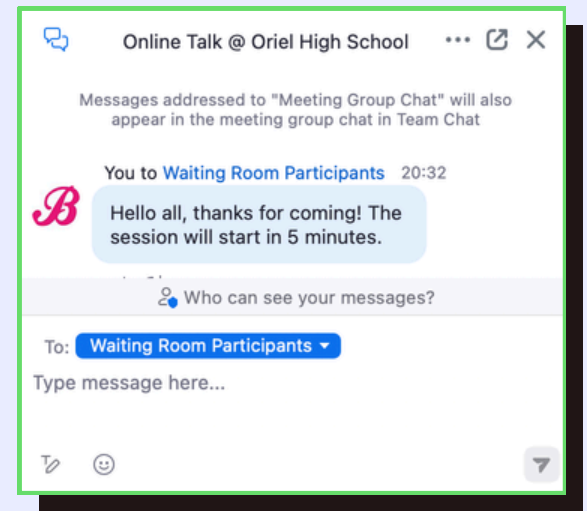 Online Talk @ Oriel High School
Messages addressed to "Meeting Group Chat" will also
appear in the meeting group chat in Team Chat
You to Waiting Room Participants 20:32
B
Hello all, thanks for coming! The
session will start in 5 minutes.
Who can see your messages?
To: Waiting Room Participants
Type message here...